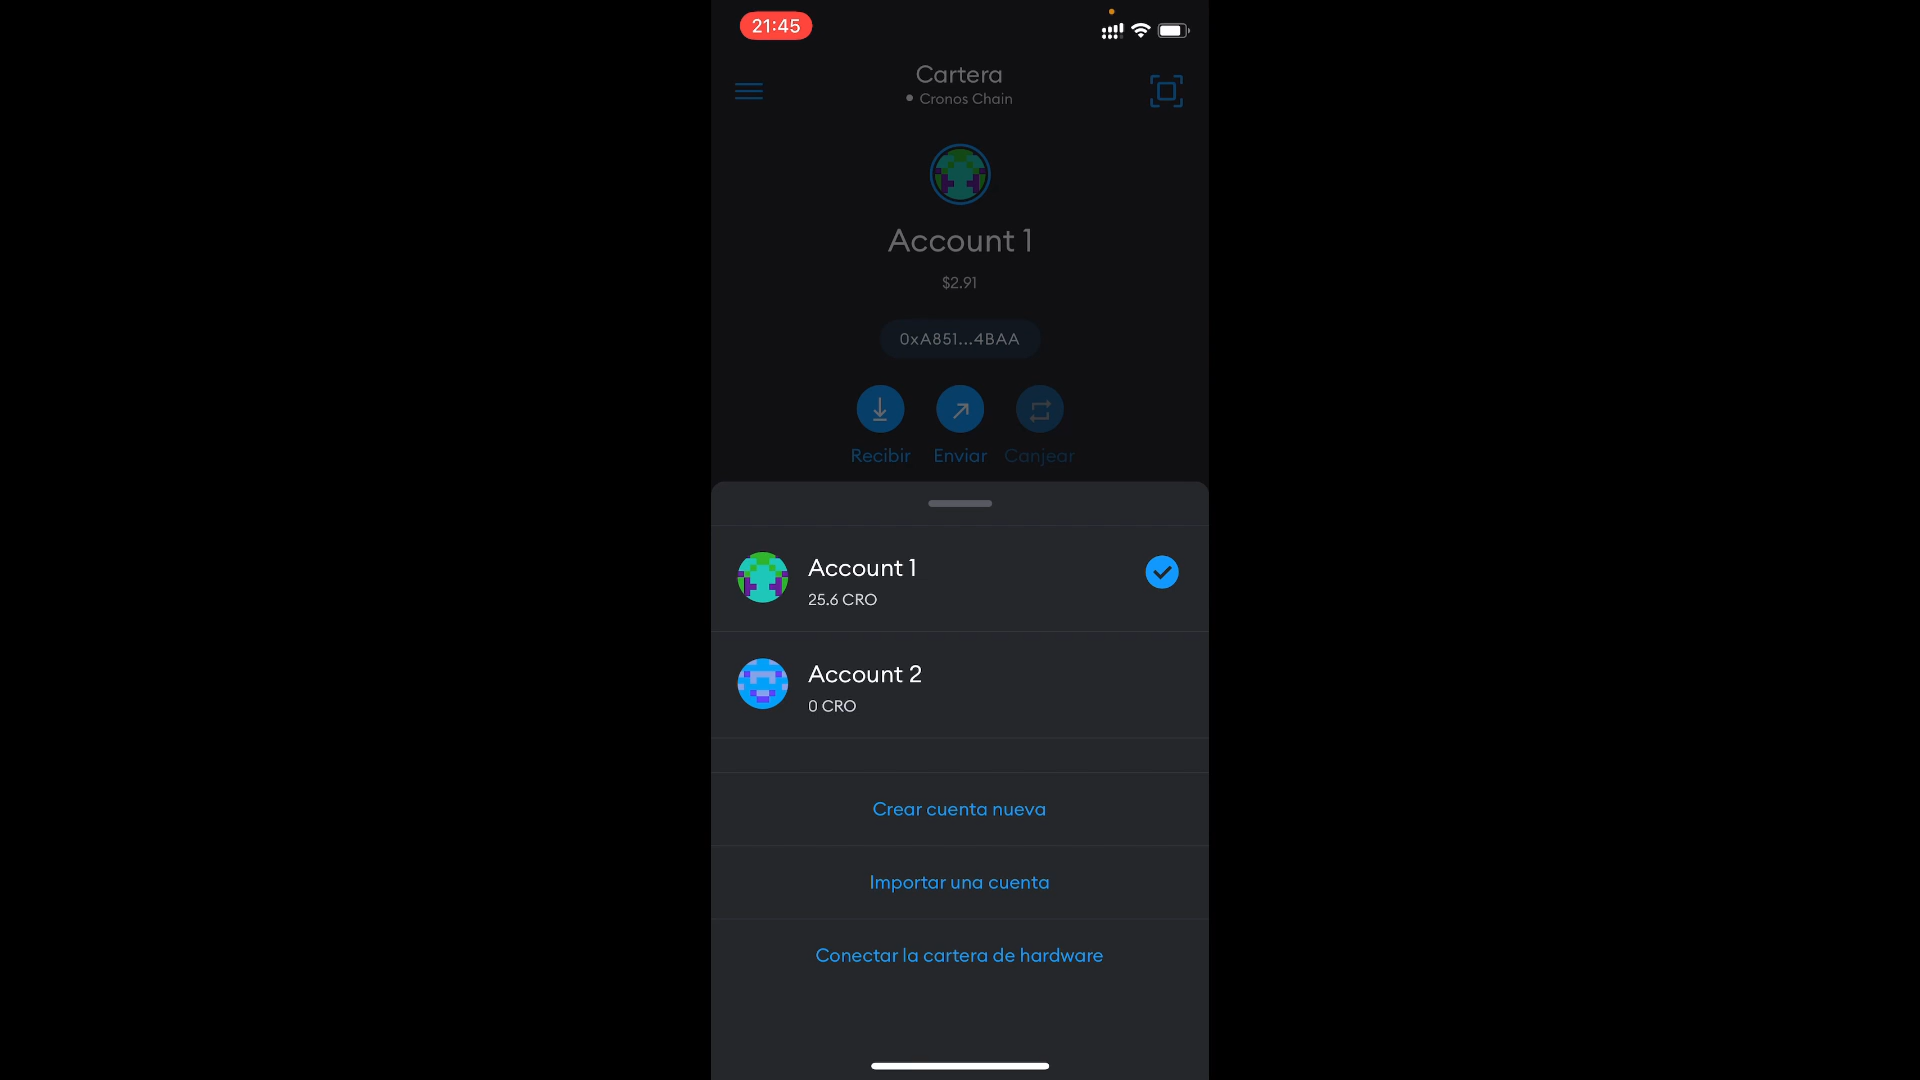 21:45
Cartera
Cronos Chain
Account 1
$2.91
0xA851...4BAA
Recibir Enviar Canjear
Account 1
25.6 CRO
Account 2
0 CRO
Crear cuenta nueva
Importar una cuenta
Conectar la cartera de hardware